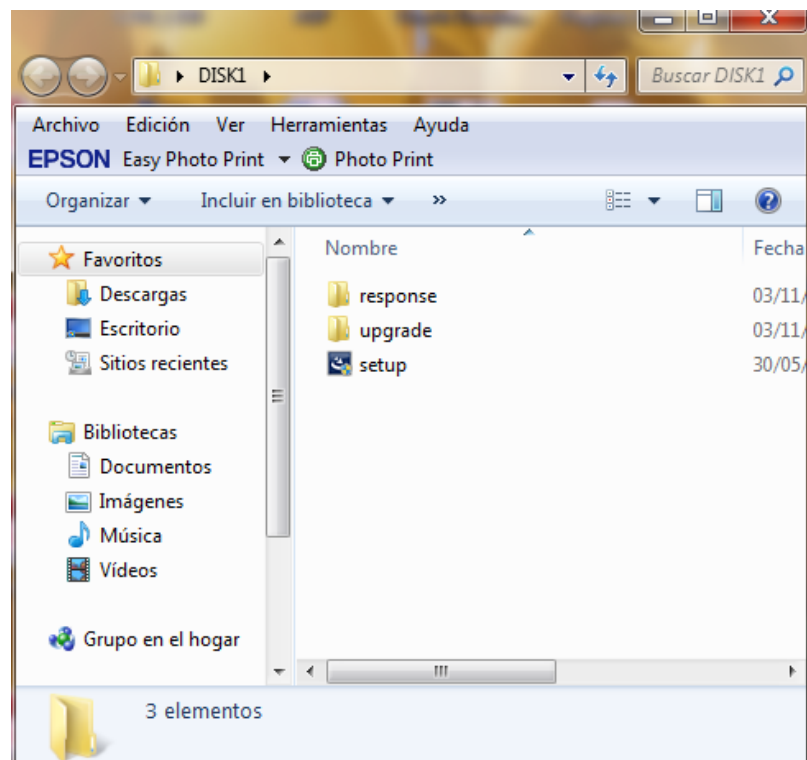 DISK1
Buscar DISK1
Archivo Edición Ver Herramientas Ayuda
EPSON Easy Photo Print Photo Print
Organizar Incluir en biblioteca »
Favoritos
Descargas
Escritorio
Sitios recientes
Bibliotecas
Documentos
Imágenes
Música
Vídeos
Grupo en el hogar
Nombre Fecha
response 03/11/
upgrade 03/11/
setup 30/05/
3 elementos